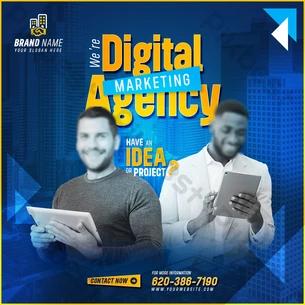 BRAND NAME
YOUR SLOGAN HERE
We're
Digital
MARKETING
Agency
HAVE AN
IDEA
OR PROJECT?
CONTACT NOW
FOR MORE INFORMATION
620-386-7190
WWW.YOURWEBSITE.COM